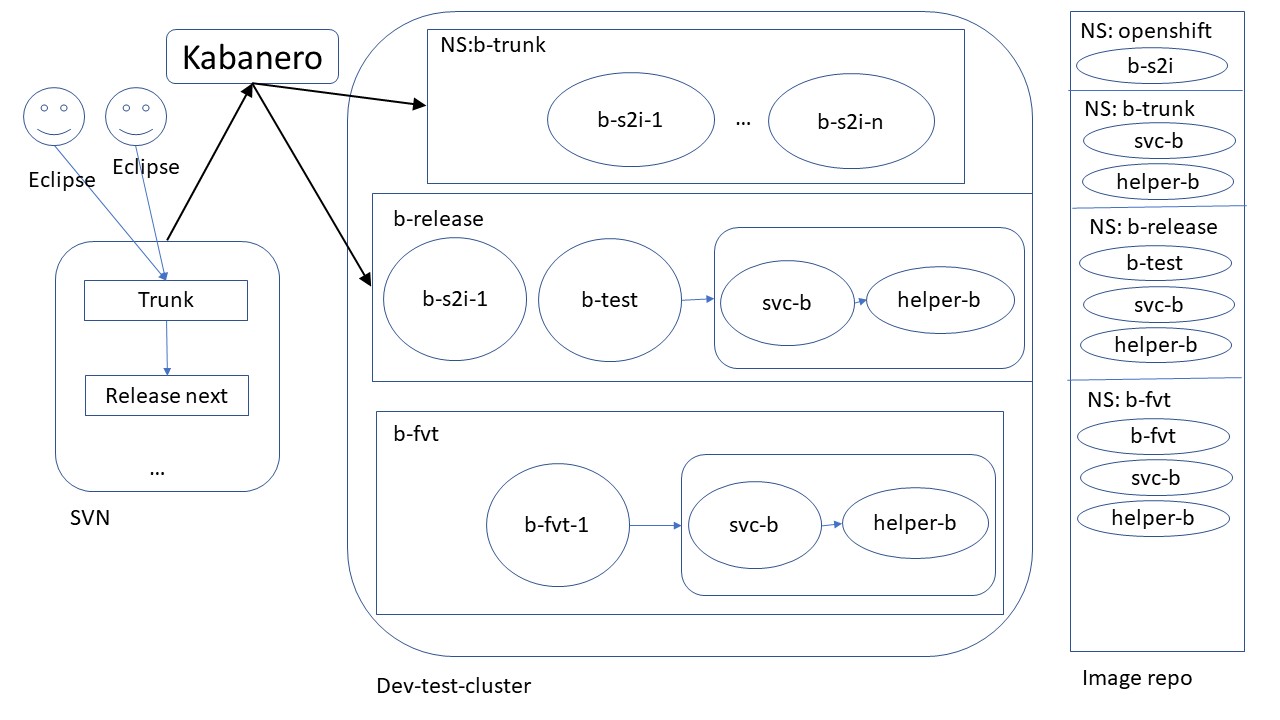 Kabanero
Eclipse
Eclipse
Trunk
Release next
...
SVN
NS:b-trunk
b-s2i-1
...
b-s2i-n
b-release
b-s2i-1
b-test
svc-b
helper-b
b-fvt
b-fvt-1
svc-b
helper-b
Dev-test-cluster
NS: openshift
b-s2i
NS: b-trunk
svc-b
helper-b
NS: b-release
b-test
svc-b
helper-b
NS: b-fvt
b-fvt
svc-b
helper-b
Image repo